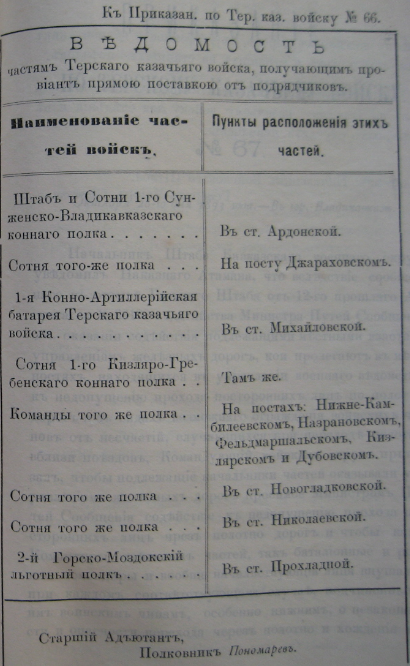 Къ Приказан. по Тер. каз. войску № 66.
ВѢДОМОСТЬ
частямъ Терскаго казачьяго войска, получающимъ про-
віантъ прямою поставкою отъ подрядчиковъ.
Наименованіе час-
тей войскъ.
Пункты расположенія этихъ
частей.
Штабъ и Сотни 1-го Сун-
женско-Владикавказскаго
коннаго полка . . . . . . .
Въ ст. Ардонской.
Сотня того-же полка . . . .
На посту Джараховскомъ.
1-я Конно-Артиллерійская
батарея Терскаго казачьяго
войска . . . . . . . . . .
Въ ст. Михайловской.
Сотня 1-го Кизляро-Гре-
бенскаго коннаго полка . .
Тамъ же.
Команды того же полка . .
На постахъ: Нижне-Кам-
билеевскомъ, Назрановскомъ,
Фельдмаршальскомъ, Киз-
лярскомъ и Дубовскомъ.
Сотня того же полка . . .
Въ ст. Новогладковской.
Сотня того же полка . . .
Въ ст. Николаевской.
2-й Горско-Моздокскій
льготный полкъ . . . . . .
Въ ст. Прохладной.
Старшій Адъютантъ,
Полковникъ Пономаревъ.